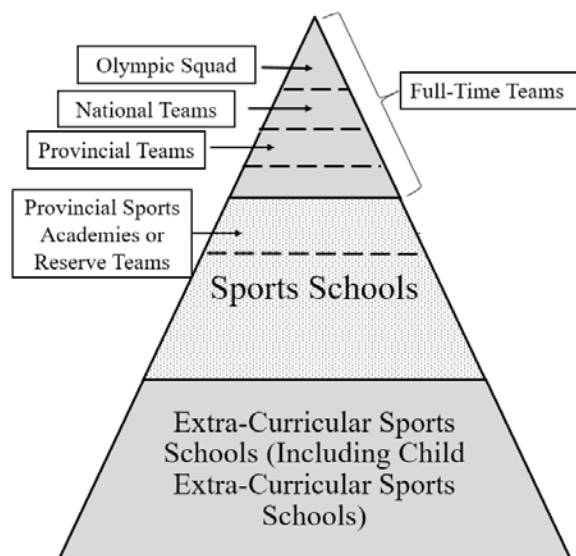 Olympic Squad
National Teams
Provincial Teams
Full-Time Teams
Provincial Sports
Academies or
Reserve Teams
Sports Schools
Extra-Curricular Sports
Schools (Including Child
Extra-Curricular Sports
Schools)